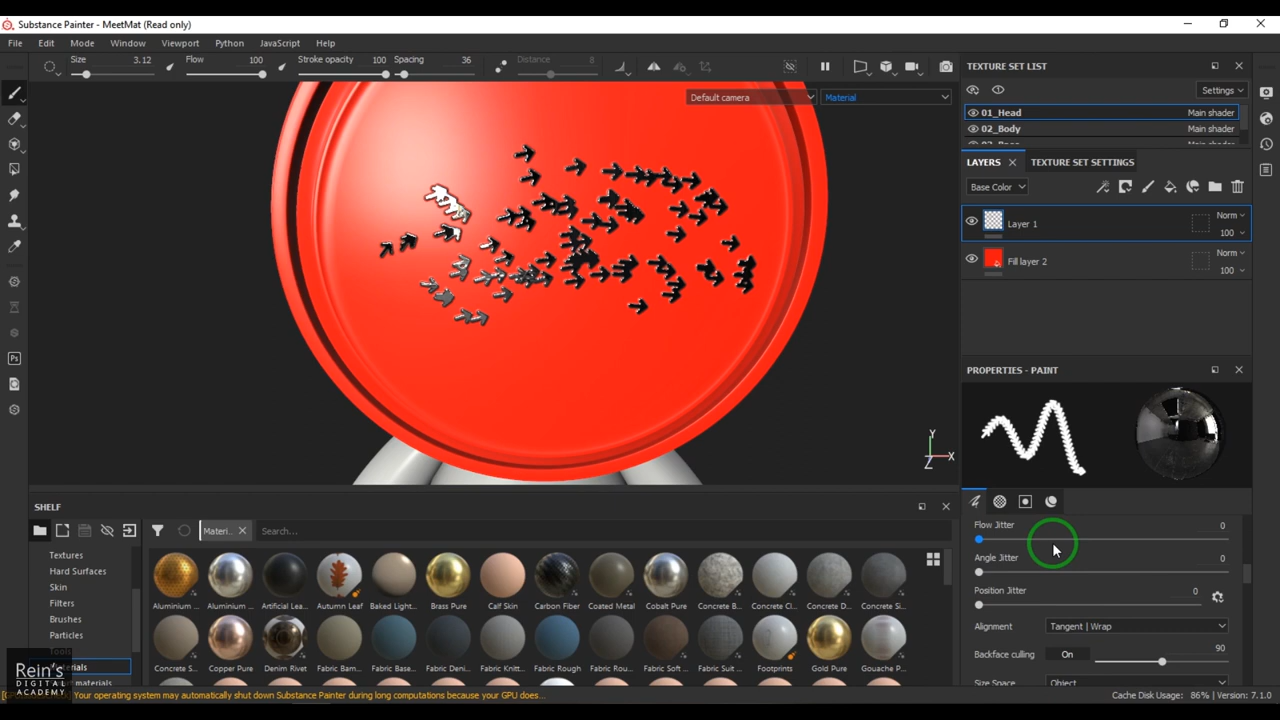 Substance Painter - MeetMat (Read only)
File Edit Mode Window Viewport Python JavaScript Help
Size 3.12 Flow 100 Stroke opacity 100 Spacing 36 Distance 8
Default camera Material
TEXTURE SET LIST
Settings
01_Head Main shader
02_Body Main shader
LAYERS TEXTURE SET SETTINGS
Base Color
Layer 1 Norm 100
Fill layer 2 Norm 100
PROPERTIES - PAINT
Flow Jitter 0
Angle Jitter 0
Position Jitter 0
Alignment Tangent | Wrap
Backface culling On 90
Size Space Object
Y
X
Z
SHELF
Materi... Search...
Textures
Hard Surfaces
Skin
Filters
Brushes
Particles
Tools
Aluminium ... Aluminium ... Artificial Lea... Autumn Leaf Baked Light... Brass Pure Calf Skin Carbon Fiber Coated Metal Cobalt Pure Concrete B... Concrete Cl... Concrete D... Concrete Si...
Concrete S... Copper Pure Denim Rivet Fabric Bam... Fabric Base... Fabric Deni... Fabric Knitt... Fabric Rough Fabric Rou... Fabric Soft ... Fabric Suit ... Footprints Gold Pure Gouache P...
Rein's
DIGITAL
ACADEMY
Your operating system may automatically shut down Substance Painter during long computations because your GPU does...
Cache Disk Usage: 86% | Version: 7.1.0
Ps